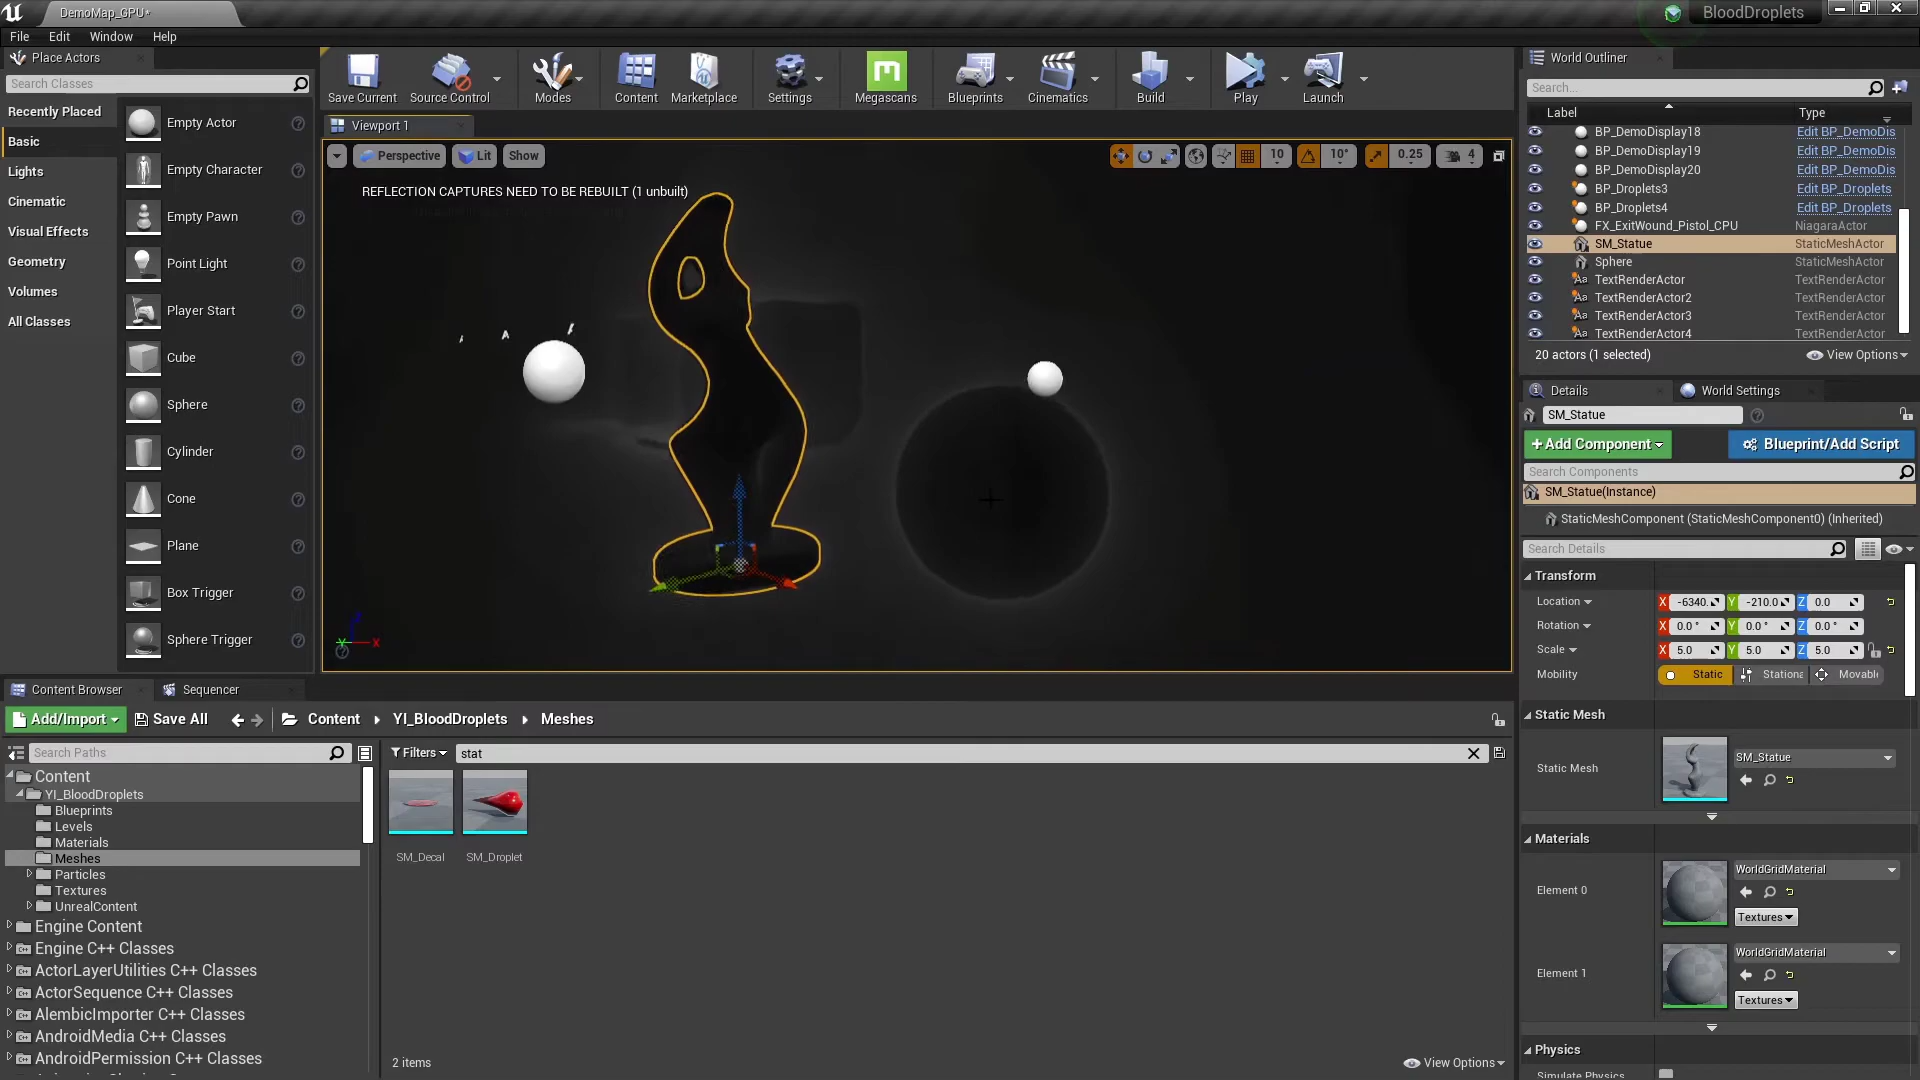 DemoMap_GPU*
BloodDroplets
File Edit Window Help
Place Actors
Search Classes
Recently Placed
Basic
Lights
Cinematic
Visual Effects
Geometry
Volumes
All Classes
Empty Actor
Empty Character
Empty Pawn
Point Light
Player Start
Cube
Sphere
Cylinder
Cone
Plane
Box Trigger
Sphere Trigger
Save Current
Source Control
Modes
Content
Marketplace
Settings
Megascans
Blueprints
Cinematics
Build
Play
Launch
Viewport 1
Perspective Lit Show
10 10° 0.25 4
REFLECTION CAPTURES NEED TO BE REBUILT (1 unbuilt)
World Outliner
Search...
Label Type
BP_DemoDisplay18 Edit BP_DemoDis
BP_DemoDisplay19 Edit BP_DemoDis
BP_DemoDisplay20 Edit BP_DemoDis
BP_Droplets3 Edit BP_Droplets
BP_Droplets4 Edit BP_Droplets
FX_ExitWound_Pistol_CPU NiagaraActor
SM_Statue StaticMeshActor
Sphere StaticMeshActor
TextRenderActor TextRenderActor
TextRenderActor2 TextRenderActor
TextRenderActor3 TextRenderActor
TextRenderActor4 TextRenderActor
20 actors (1 selected) View Options
Details World Settings
SM_Statue
+Add Component Blueprint/Add Script
Search Components
SM_Statue(Instance)
StaticMeshComponent (StaticMeshComponent0) (Inherited)
Search Details
Transform
Location X -6340. Y -210.0 Z 0.0
Rotation X 0.0° Y 0.0° Z 0.0°
Scale X 5.0 Y 5.0 Z 5.0
Mobility Static Stationa Movabl
Static Mesh
Static Mesh SM_Statue
Materials
Element 0 WorldGridMaterial
Textures
Element 1 WorldGridMaterial
Textures
Physics
Simulate Physics
Content Browser Sequencer
Add/Import Save All Content YI_BloodDroplets Meshes
Search Paths
Filters stat
Content
YI_BloodDroplets
Blueprints
Levels
Materials
Meshes
Particles
Textures
UnrealContent
Engine Content
Engine C++ Classes
ActorLayerUtilities C++ Classes
ActorSequence C++ Classes
AlembicImporter C++ Classes
AndroidMedia C++ Classes
AndroidPermission C++ Classes
SM_Decal SM_Droplet
2 items View Options